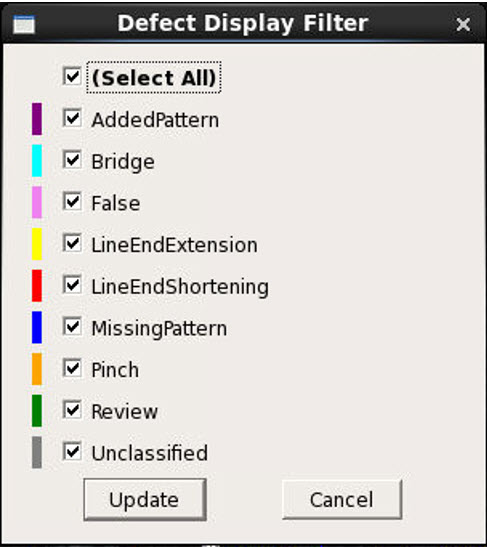 Defect Display Filter
(Select All)
AddedPattern
Bridge
False
LineEndExtension
LineEndShortening
MissingPattern
Pinch
Review
Unclassified
Update Cancel